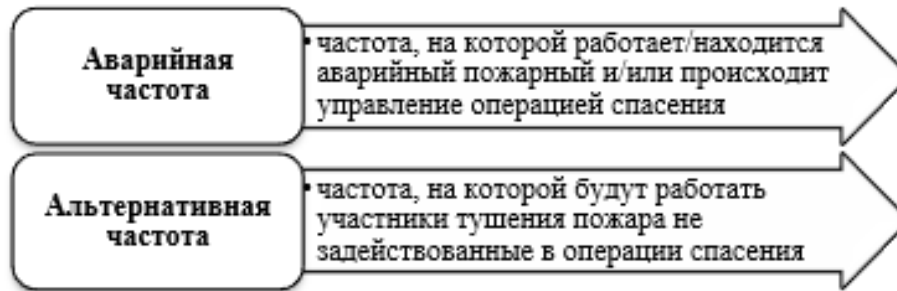 Аварийная
частота
• частота, на которой работает/находится
аварийный пожарный и/или происходит
управление операцией спасения
Альтернативная
частота
• частота, на которой будут работать
участники тушения пожара не
задействованные в операции спасения